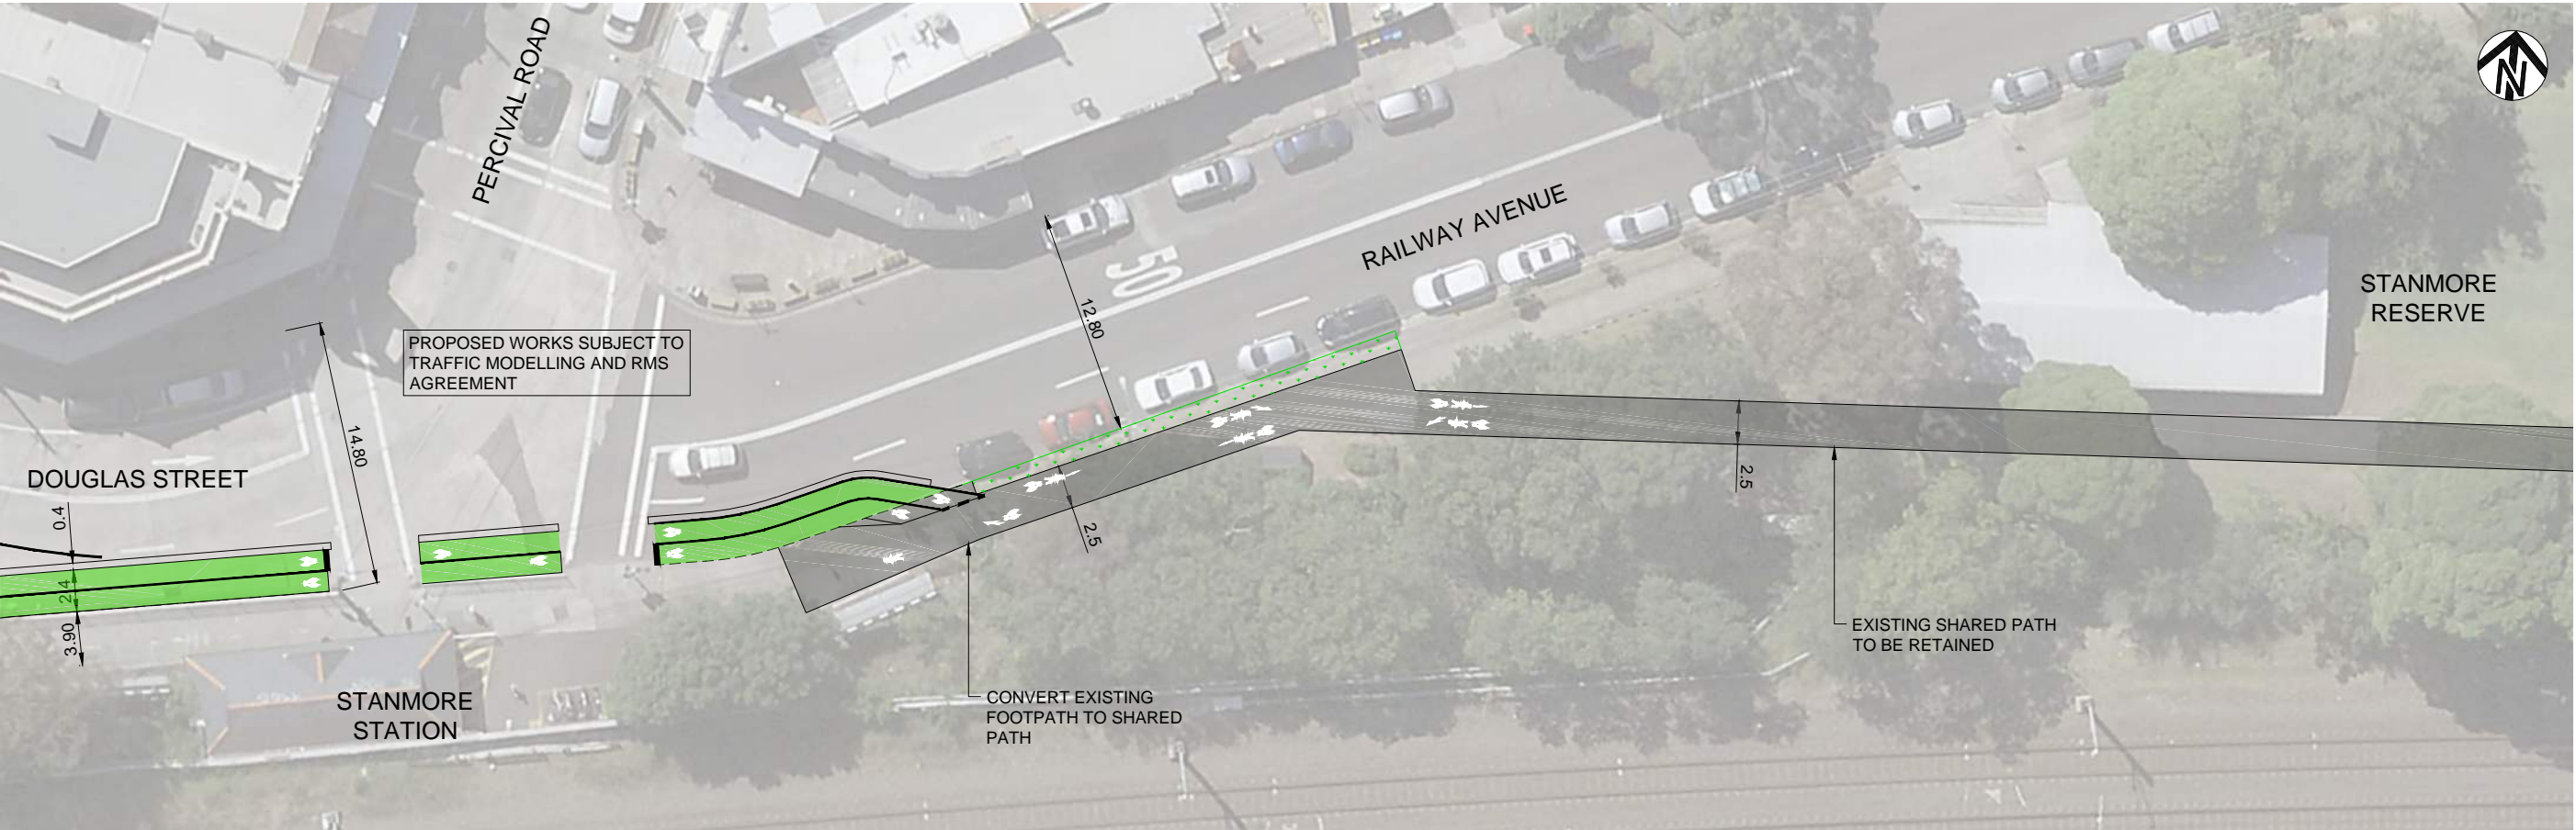 PERCIVAL ROAD
N
50
RAILWAY AVENUE
12.80
STANMORE
RESERVE
PROPOSED WORKS SUBJECT TO
TRAFFIC MODELLING AND RMS
AGREEMENT
14.80
DOUGLAS STREET
0.4
2.4
3.90
2.5
2.5
EXISTING SHARED PATH
TO BE RETAINED
STANMORE
STATION
CONVERT EXISTING
FOOTPATH TO SHARED
PATH